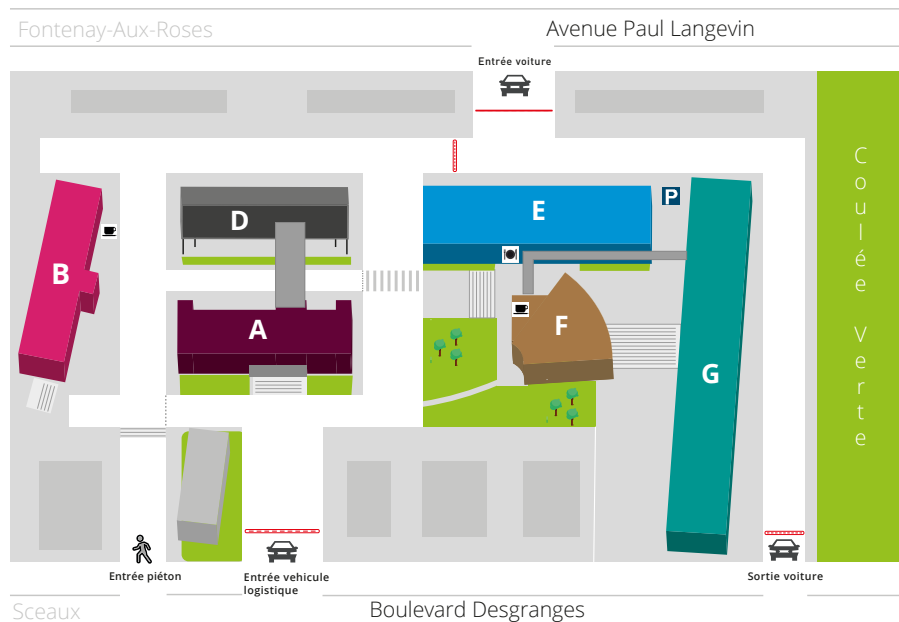 Fontenay-Aux-Roses
Avenue Paul Langevin
Entrée voiture
P
D
E
B
A
F
G
Coulée Verte
Entrée piéton
Entrée vehicule
logistique
Sortie voiture
Sceaux
Boulevard Desgranges